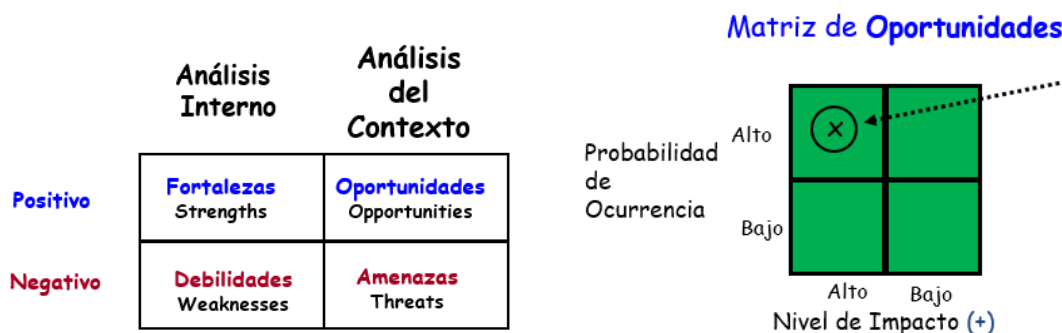 Análisis
Interno
Análisis
del
Contexto
Positivo
Fortalezas
Strengths
Oportunidades
Opportunities
Negativo
Debilidades
Weaknesses
Amenazas
Threats
Matriz de Oportunidades
Probabilidad
de
Ocurrencia
Alto
x
Bajo
Alto Bajo
Nivel de Impacto (+)